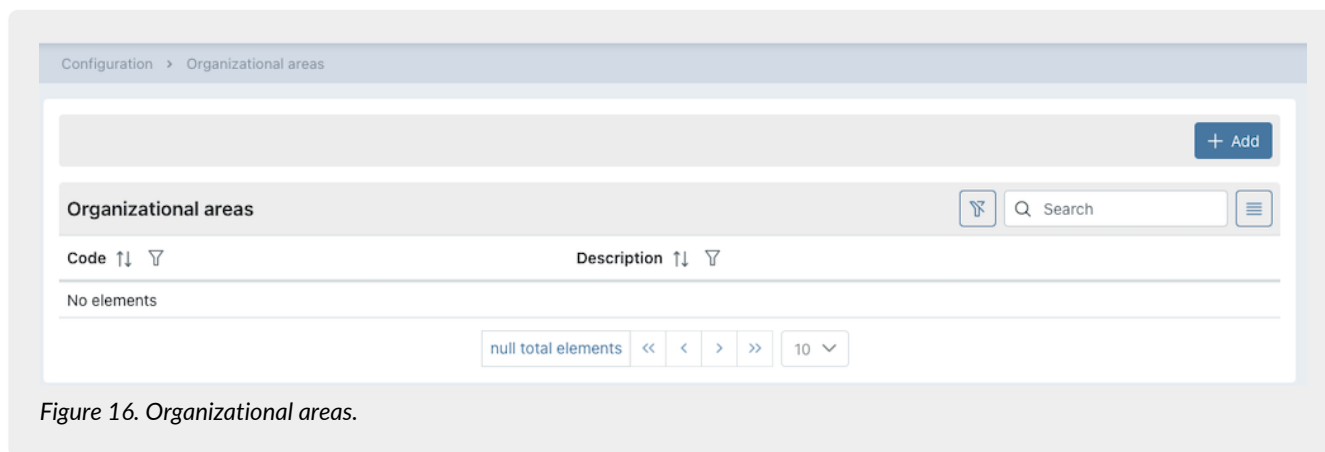 Configuration > Organizational areas
+ Add
Organizational areas
Search
Code Description
No elements
null total elements << < > >> 10
Figure 16. Organizational areas.